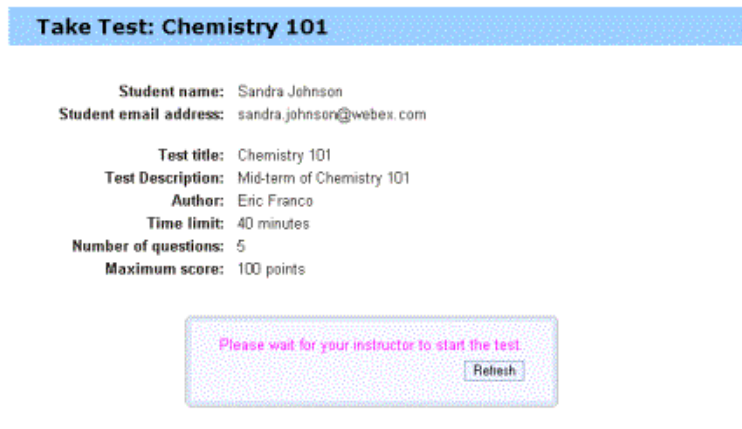 Take Test: Chemistry 101
Student name: Sandra Johnson
Student email address: sandra.johnson@webex.com
Test title: Chemistry 101
Test Description: Mid-term of Chemistry 101
Author: Eric Franco
Time limit: 40 minutes
Number of questions: 5
Maximum score: 100 points
Please wait for your instructor to start the test.
Refresh